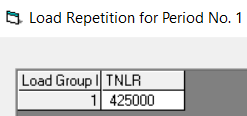 Load Repetition for Period No. 1
Load Group I TNLR
1 425000